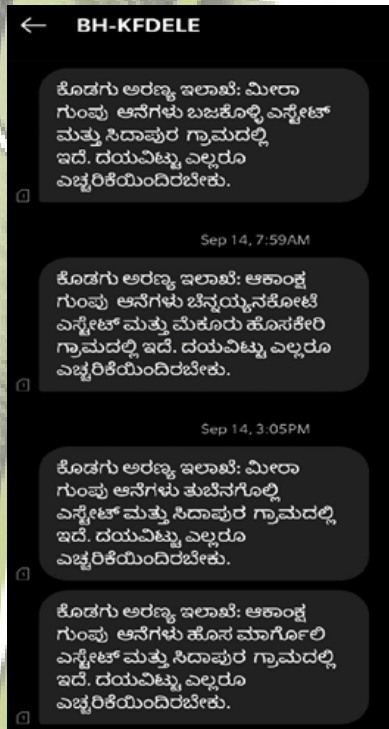 BH-KFDELE
ಕೊಡಗು ಅರಣ್ಯ ಇಲಾಖೆ: ಮೀರಾ
ಗುಂಪು ಆನೆಗಳು ಬಜಕೊಳ್ಳಿ ಎಸ್ಟೇಟ್
ಮತ್ತು ಸಿದಾಪುರ ಗ್ರಾಮದಲ್ಲಿ
ಇದೆ. ದಯವಿಟ್ಟು ಎಲ್ಲರೂ
ಎಚ್ಚರಿಕೆಯಿಂದಿರಬೇಕು.
Sep 14, 7:59AM
ಕೊಡಗು ಅರಣ್ಯ ಇಲಾಖೆ: ಆಕಾಂಕ್ಷ
ಗುಂಪು ಆನೆಗಳು ಚೆನ್ನಯ್ಯನಕೋಟೆ
ಎಸ್ಟೇಟ್ ಮತ್ತು ಮೆಕೂರು ಹೊಸಕೇರಿ
ಗ್ರಾಮದಲ್ಲಿ ಇದೆ. ದಯವಿಟ್ಟು ಎಲ್ಲರೂ
ಎಚ್ಚರಿಕೆಯಿಂದಿರಬೇಕು.
Sep 14, 3:05PM
ಕೊಡಗು ಅರಣ್ಯ ಇಲಾಖೆ: ಮೀರಾ
ಗುಂಪು ಆನೆಗಳು ತುಬೆನಗೊಲ್ಲಿ
ಎಸ್ಟೇಟ್ ಮತ್ತು ಸಿದಾಪುರ ಗ್ರಾಮದಲ್ಲಿ
ಇದೆ. ದಯವಿಟ್ಟು ಎಲ್ಲರೂ
ಎಚ್ಚರಿಕೆಯಿಂದಿರಬೇಕು.
ಕೊಡಗು ಅರಣ್ಯ ಇಲಾಖೆ: ಆಕಾಂಕ್ಷ
ಗುಂಪು ಆನೆಗಳು ಹೊಸ ಮಾರ್ಗೊಲಿ
ಎಸ್ಟೇಟ್ ಮತ್ತು ಸಿದಾಪುರ ಗ್ರಾಮದಲ್ಲಿ
ಇದೆ. ದಯವಿಟ್ಟು ಎಲ್ಲರೂ
ಎಚ್ಚರಿಕೆಯಿಂದಿರಬೇಕು.